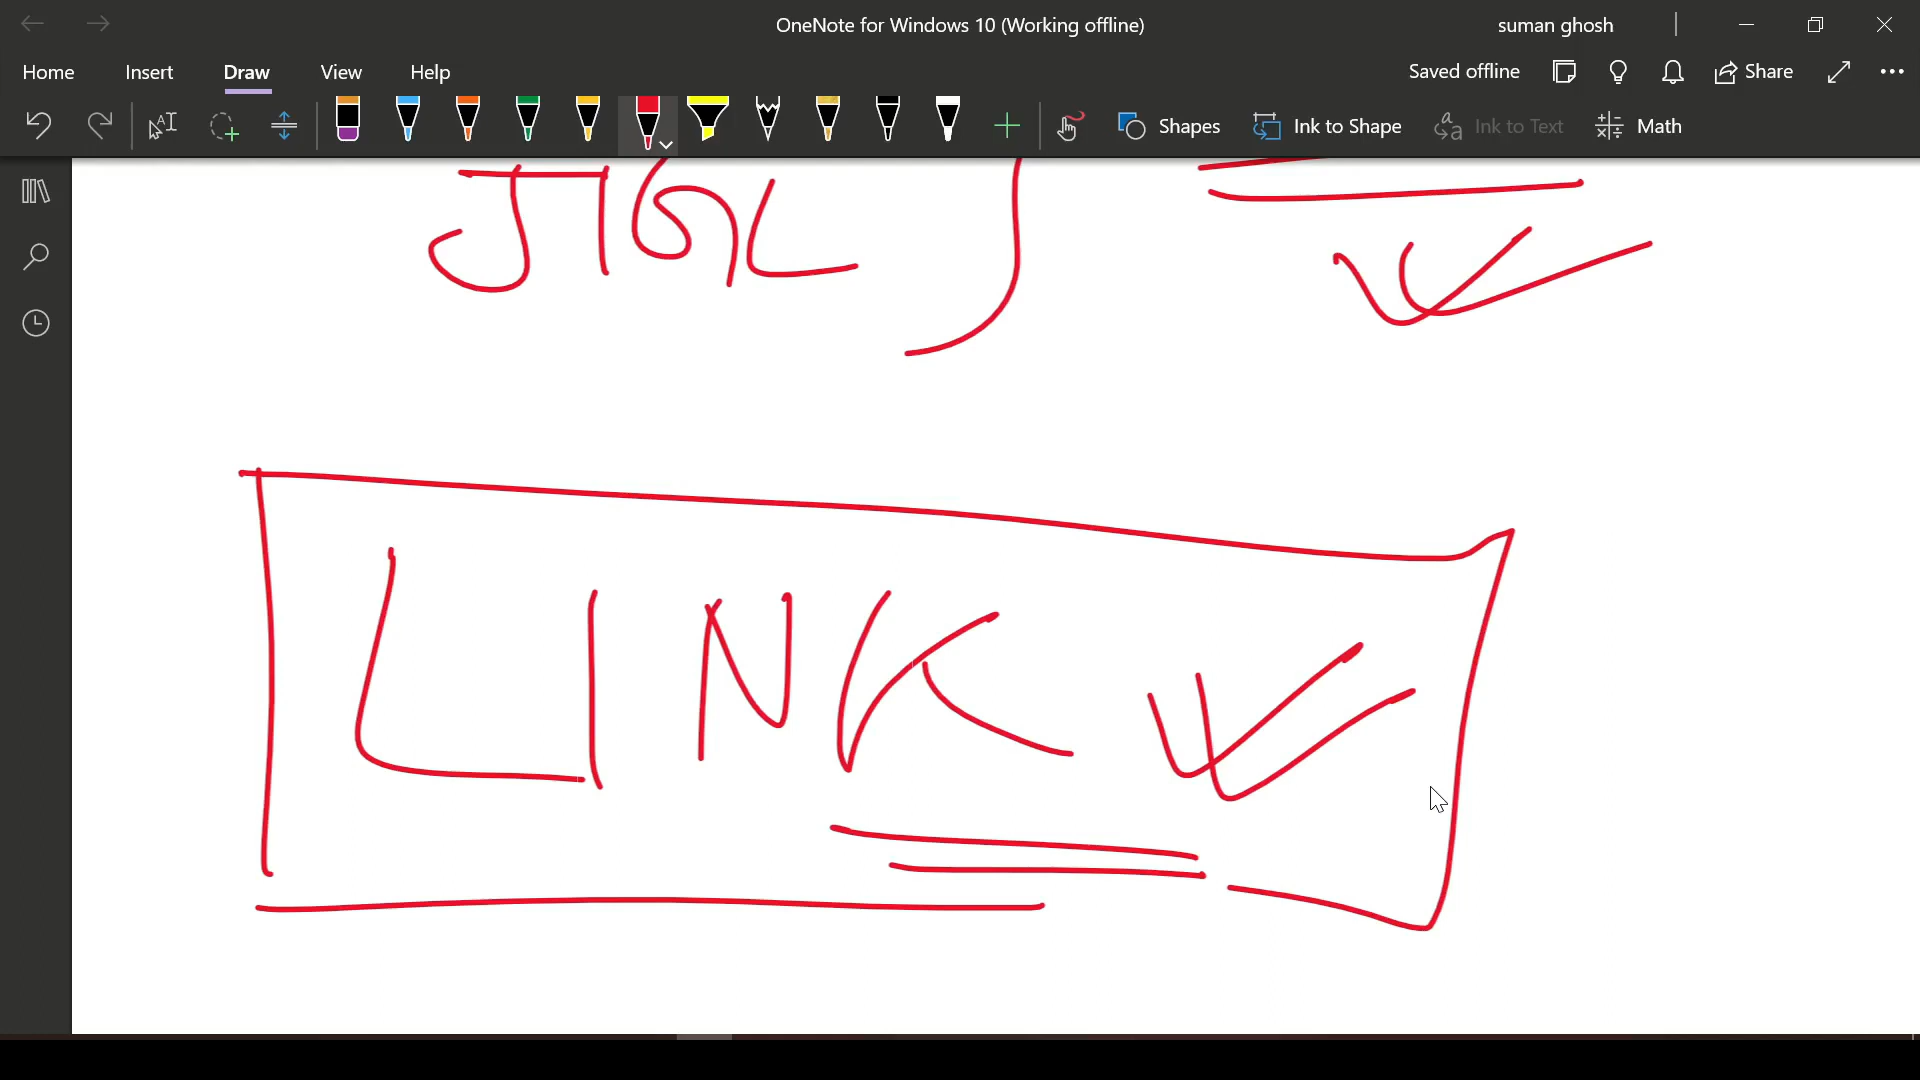 OneNote for Windows 10 (Working offline)
suman ghosh
Home Insert Draw View Help
Saved offline Share
Shapes Ink to Shape Ink to Text Math
LINK